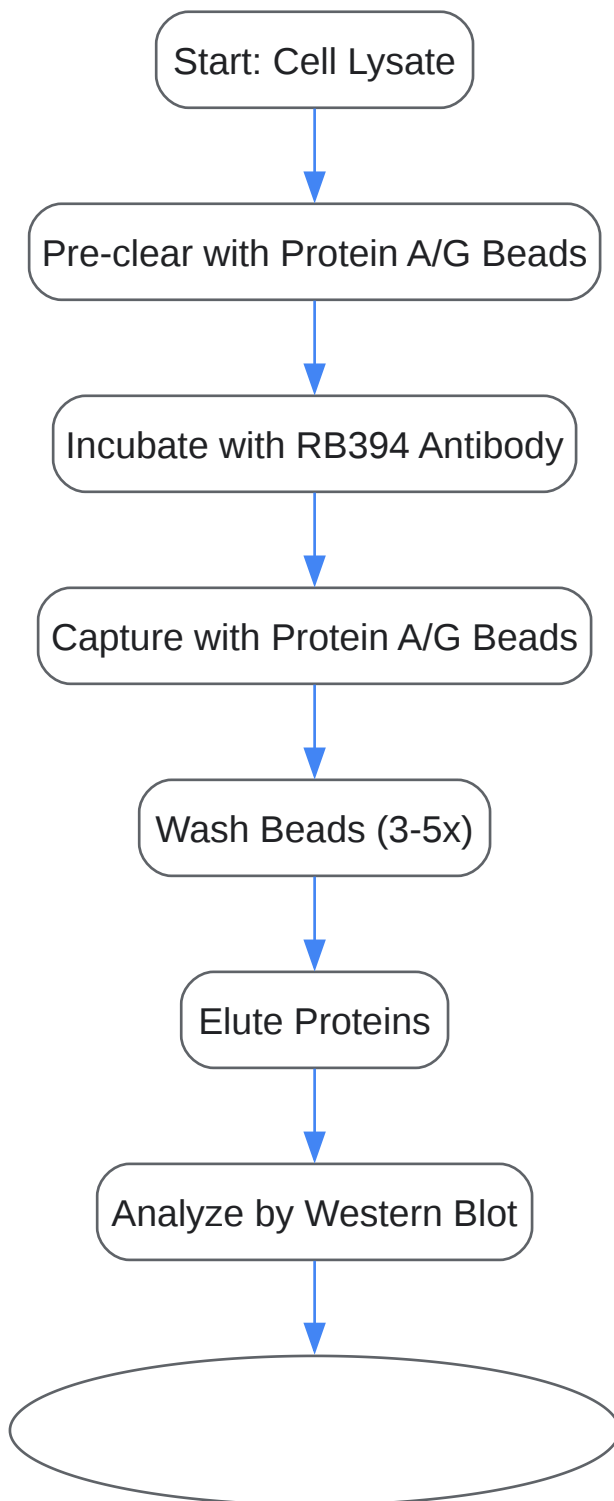 Start: Cell Lysate
Pre-clear with Protein A/G Beads
Incubate with RB394 Antibody
Capture with Protein A/G Beads
Wash Beads (3-5x)
Elute Proteins
Analyze by Western Blot